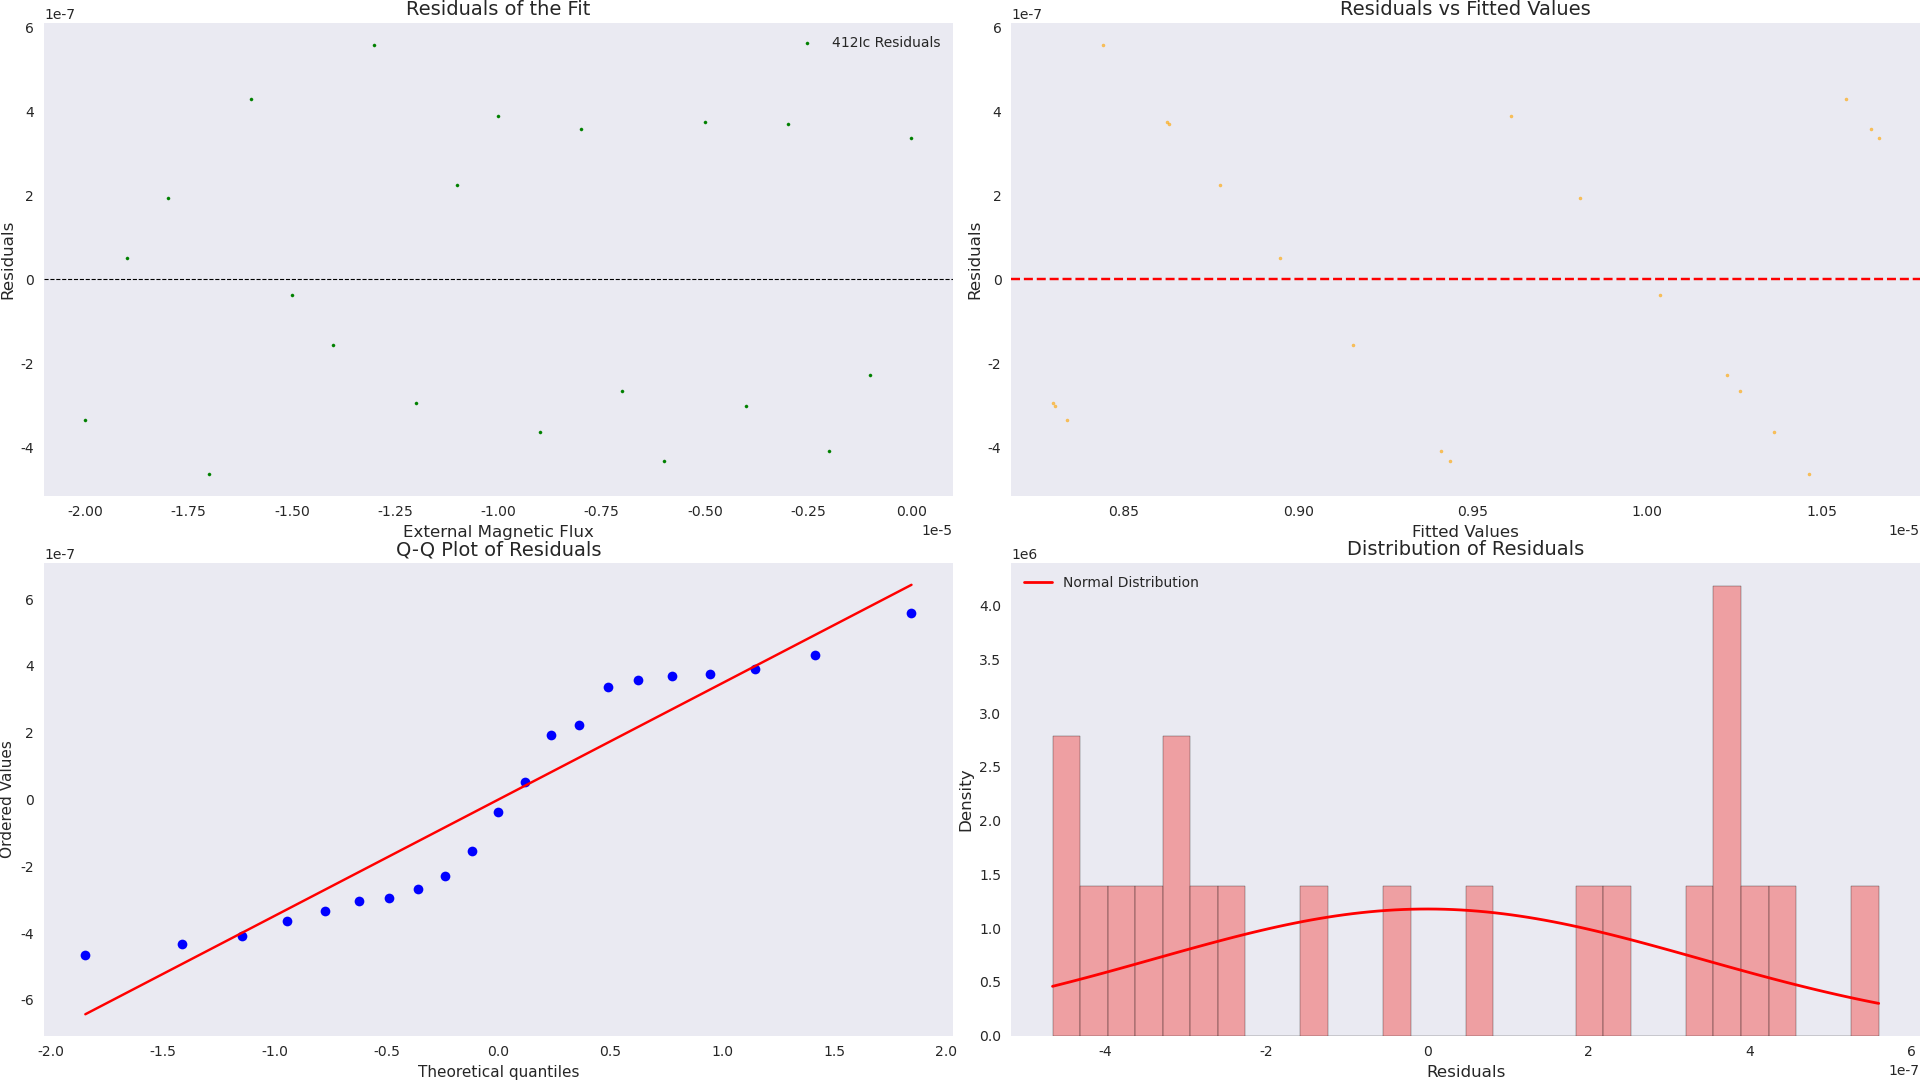 Residuals of the Fit
1e-7
6
4
2
0
-2
-4
Residuals
412Ic Residuals
-2.00 -1.75 -1.50 -1.25 -1.00 -0.75 -0.50 -0.25 0.00
1e-5
External Magnetic Flux
Residuals vs Fitted Values
1e-7
6
4
2
0
-2
-4
Residuals
0.85 0.90 0.95 1.00 1.05
1e-5
Fitted Values
Q-Q Plot of Residuals
1e-7
6
4
2
0
-2
-4
-6
Ordered Values
-2.0 -1.5 -1.0 -0.5 0.0 0.5 1.0 1.5 2.0
Theoretical quantiles
Distribution of Residuals
1e6
Normal Distribution
4.0
3.5
3.0
2.5
2.0
1.5
1.0
0.5
0.0
Density
-4 -2 0 2 4 6
1e-7
Residuals